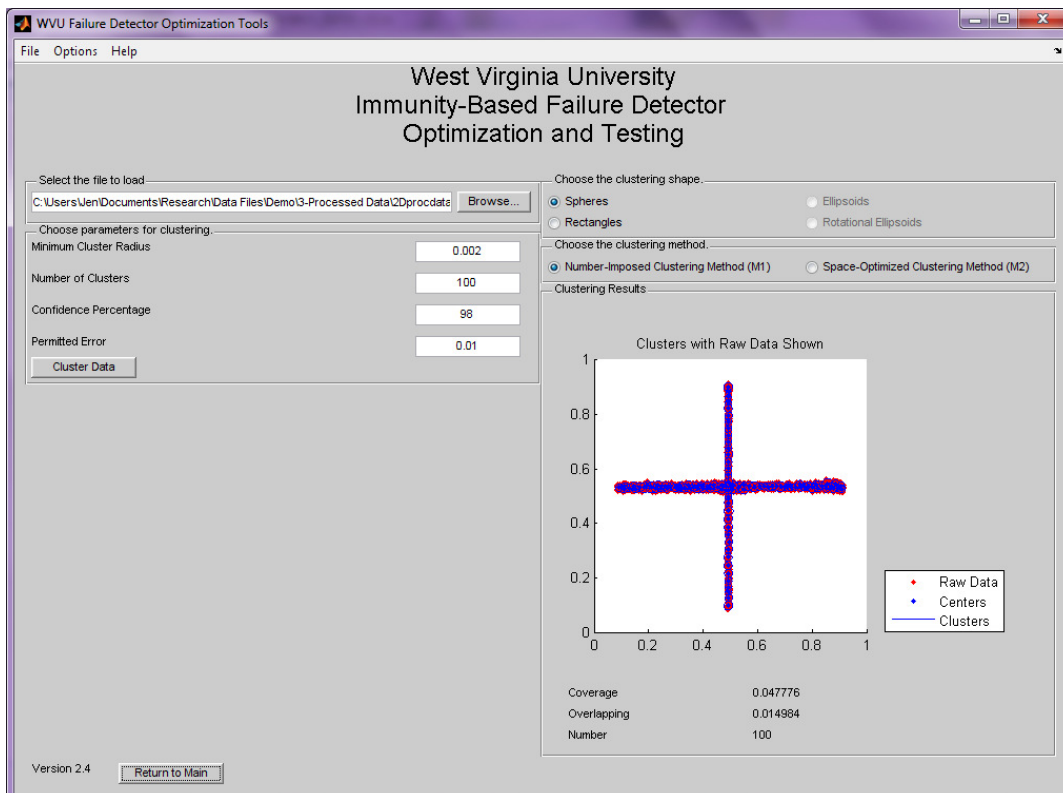 WVU Failure Detector Optimization Tools
File Options Help
West Virginia University
Immunity-Based Failure Detector
Optimization and Testing
Select the file to load
C:\Users\Jen\Documents\Research\Data Files\Demo\3-Processed Data\2Dprocdata
Browse...
Choose parameters for clustering.
Minimum Cluster Radius 0.002
Number of Clusters 100
Confidence Percentage 98
Permitted Error 0.01
Cluster Data
Choose the clustering shape.
Spheres Ellipsoids
Rectangles Rotational Ellipsoids
Choose the clustering method.
Number-Imposed Clustering Method (M1) Space-Optimized Clustering Method (M2)
Clustering Results
Clusters with Raw Data Shown
1
0.8
0.6
0.4
0.2
0
0 0.2 0.4 0.6 0.8 1
Raw Data
Centers
Clusters
Coverage 0.047776
Overlapping 0.014984
Number 100
Version 2.4
Return to Main